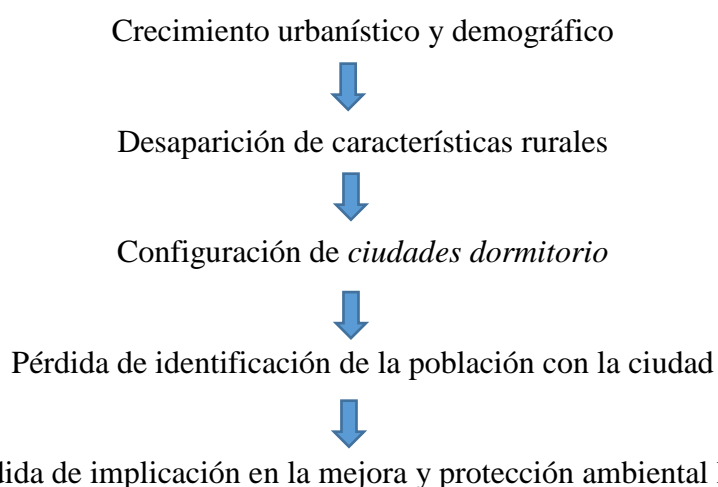 Crecimiento urbanístico y demográfico
Desaparición de características rurales
Configuración de ciudades dormitorio
Pérdida de identificación de la población con la ciudad
de implicación en la mejora y protección ambiental